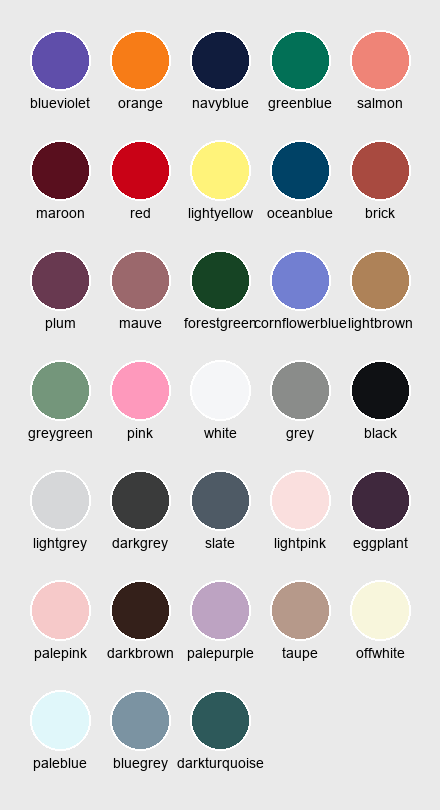 blueviolet orange navyblue greenblue salmon
maroon red lightyellow oceanblue brick
plum mauve forestgreen cornflowerblue lightbrown
greygreen pink white grey black
lightgrey darkgrey slate lightpink eggplant
palepink darkbrown palepurple taupe offwhite
paleblue bluegrey darkturquoise